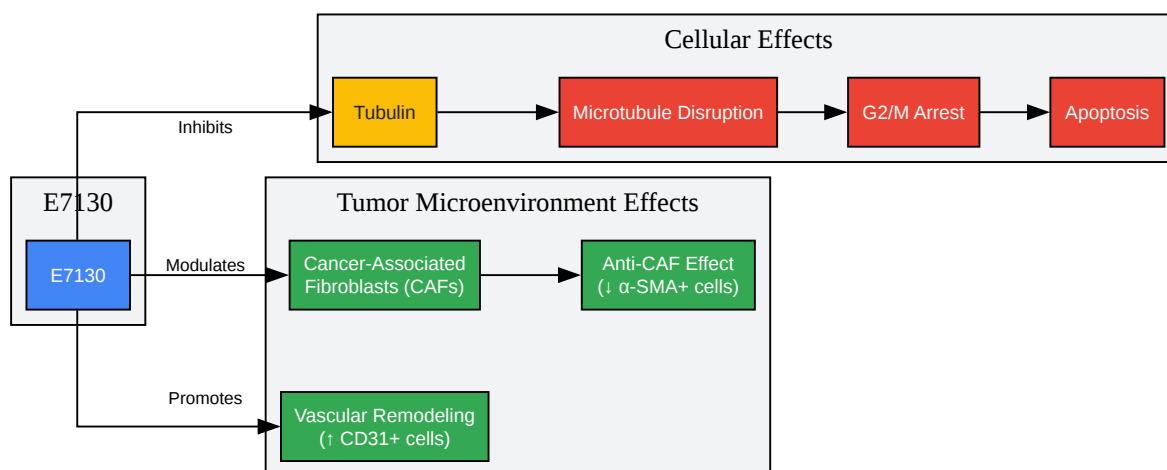 Cellular Effects
Tubulin
Microtubule Disruption
G2/M Arrest
Apoptosis
Inhibits
E7130
Tumor Microenvironment Effects
E7130
Modulates
Cancer-Associated
Fibroblasts (CAFs)
Anti-CAF Effect
(↓ α-SMA+ cells)
Promotes
Vascular Remodeling
(↑ CD31+ cells)